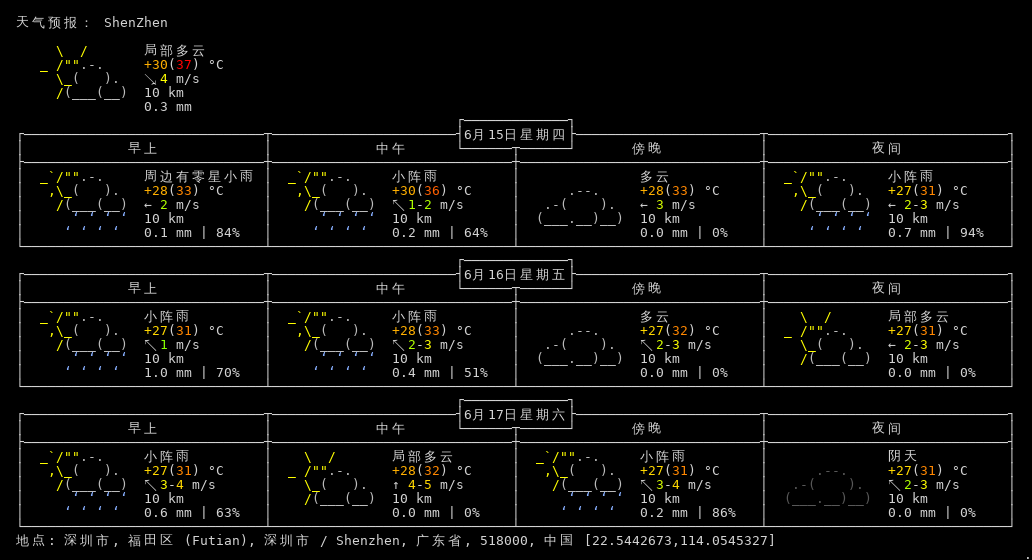 天气预报： ShenZhen
局部多云
+30(37) °C
↘4 m/s
10 km
0.3 mm
6月15日星期四
早上 中午 傍晚 夜间
周边有零星小雨 小阵雨 多云 小阵雨
+28(33) °C +30(36) °C +28(33) °C +27(31) °C
← 2 m/s ↖1-2 m/s ← 3 m/s ← 2-3 m/s
10 km 10 km 10 km 10 km
0.1 mm | 84% 0.2 mm | 64% 0.0 mm | 0% 0.7 mm | 94%
6月16日星期五
早上 中午 傍晚 夜间
小阵雨 小阵雨 多云 局部多云
+27(31) °C +28(33) °C +27(32) °C +27(31) °C
↖1 m/s ↖2-3 m/s ↖2-3 m/s ← 2-3 m/s
10 km 10 km 10 km 10 km
1.0 mm | 70% 0.4 mm | 51% 0.0 mm | 0% 0.0 mm | 0%
6月17日星期六
早上 中午 傍晚 夜间
小阵雨 局部多云 小阵雨 阴天
+27(31) °C +28(32) °C +27(31) °C +27(31) °C
↖3-4 m/s ↑ 4-5 m/s ↖3-4 m/s ↖2-3 m/s
10 km 10 km 10 km 10 km
0.6 mm | 63% 0.0 mm | 0% 0.2 mm | 86% 0.0 mm | 0%
地点: 深圳市, 福田区 (Futian), 深圳市 / Shenzhen, 广东省, 518000, 中国 [22.5442673,114.0545327]